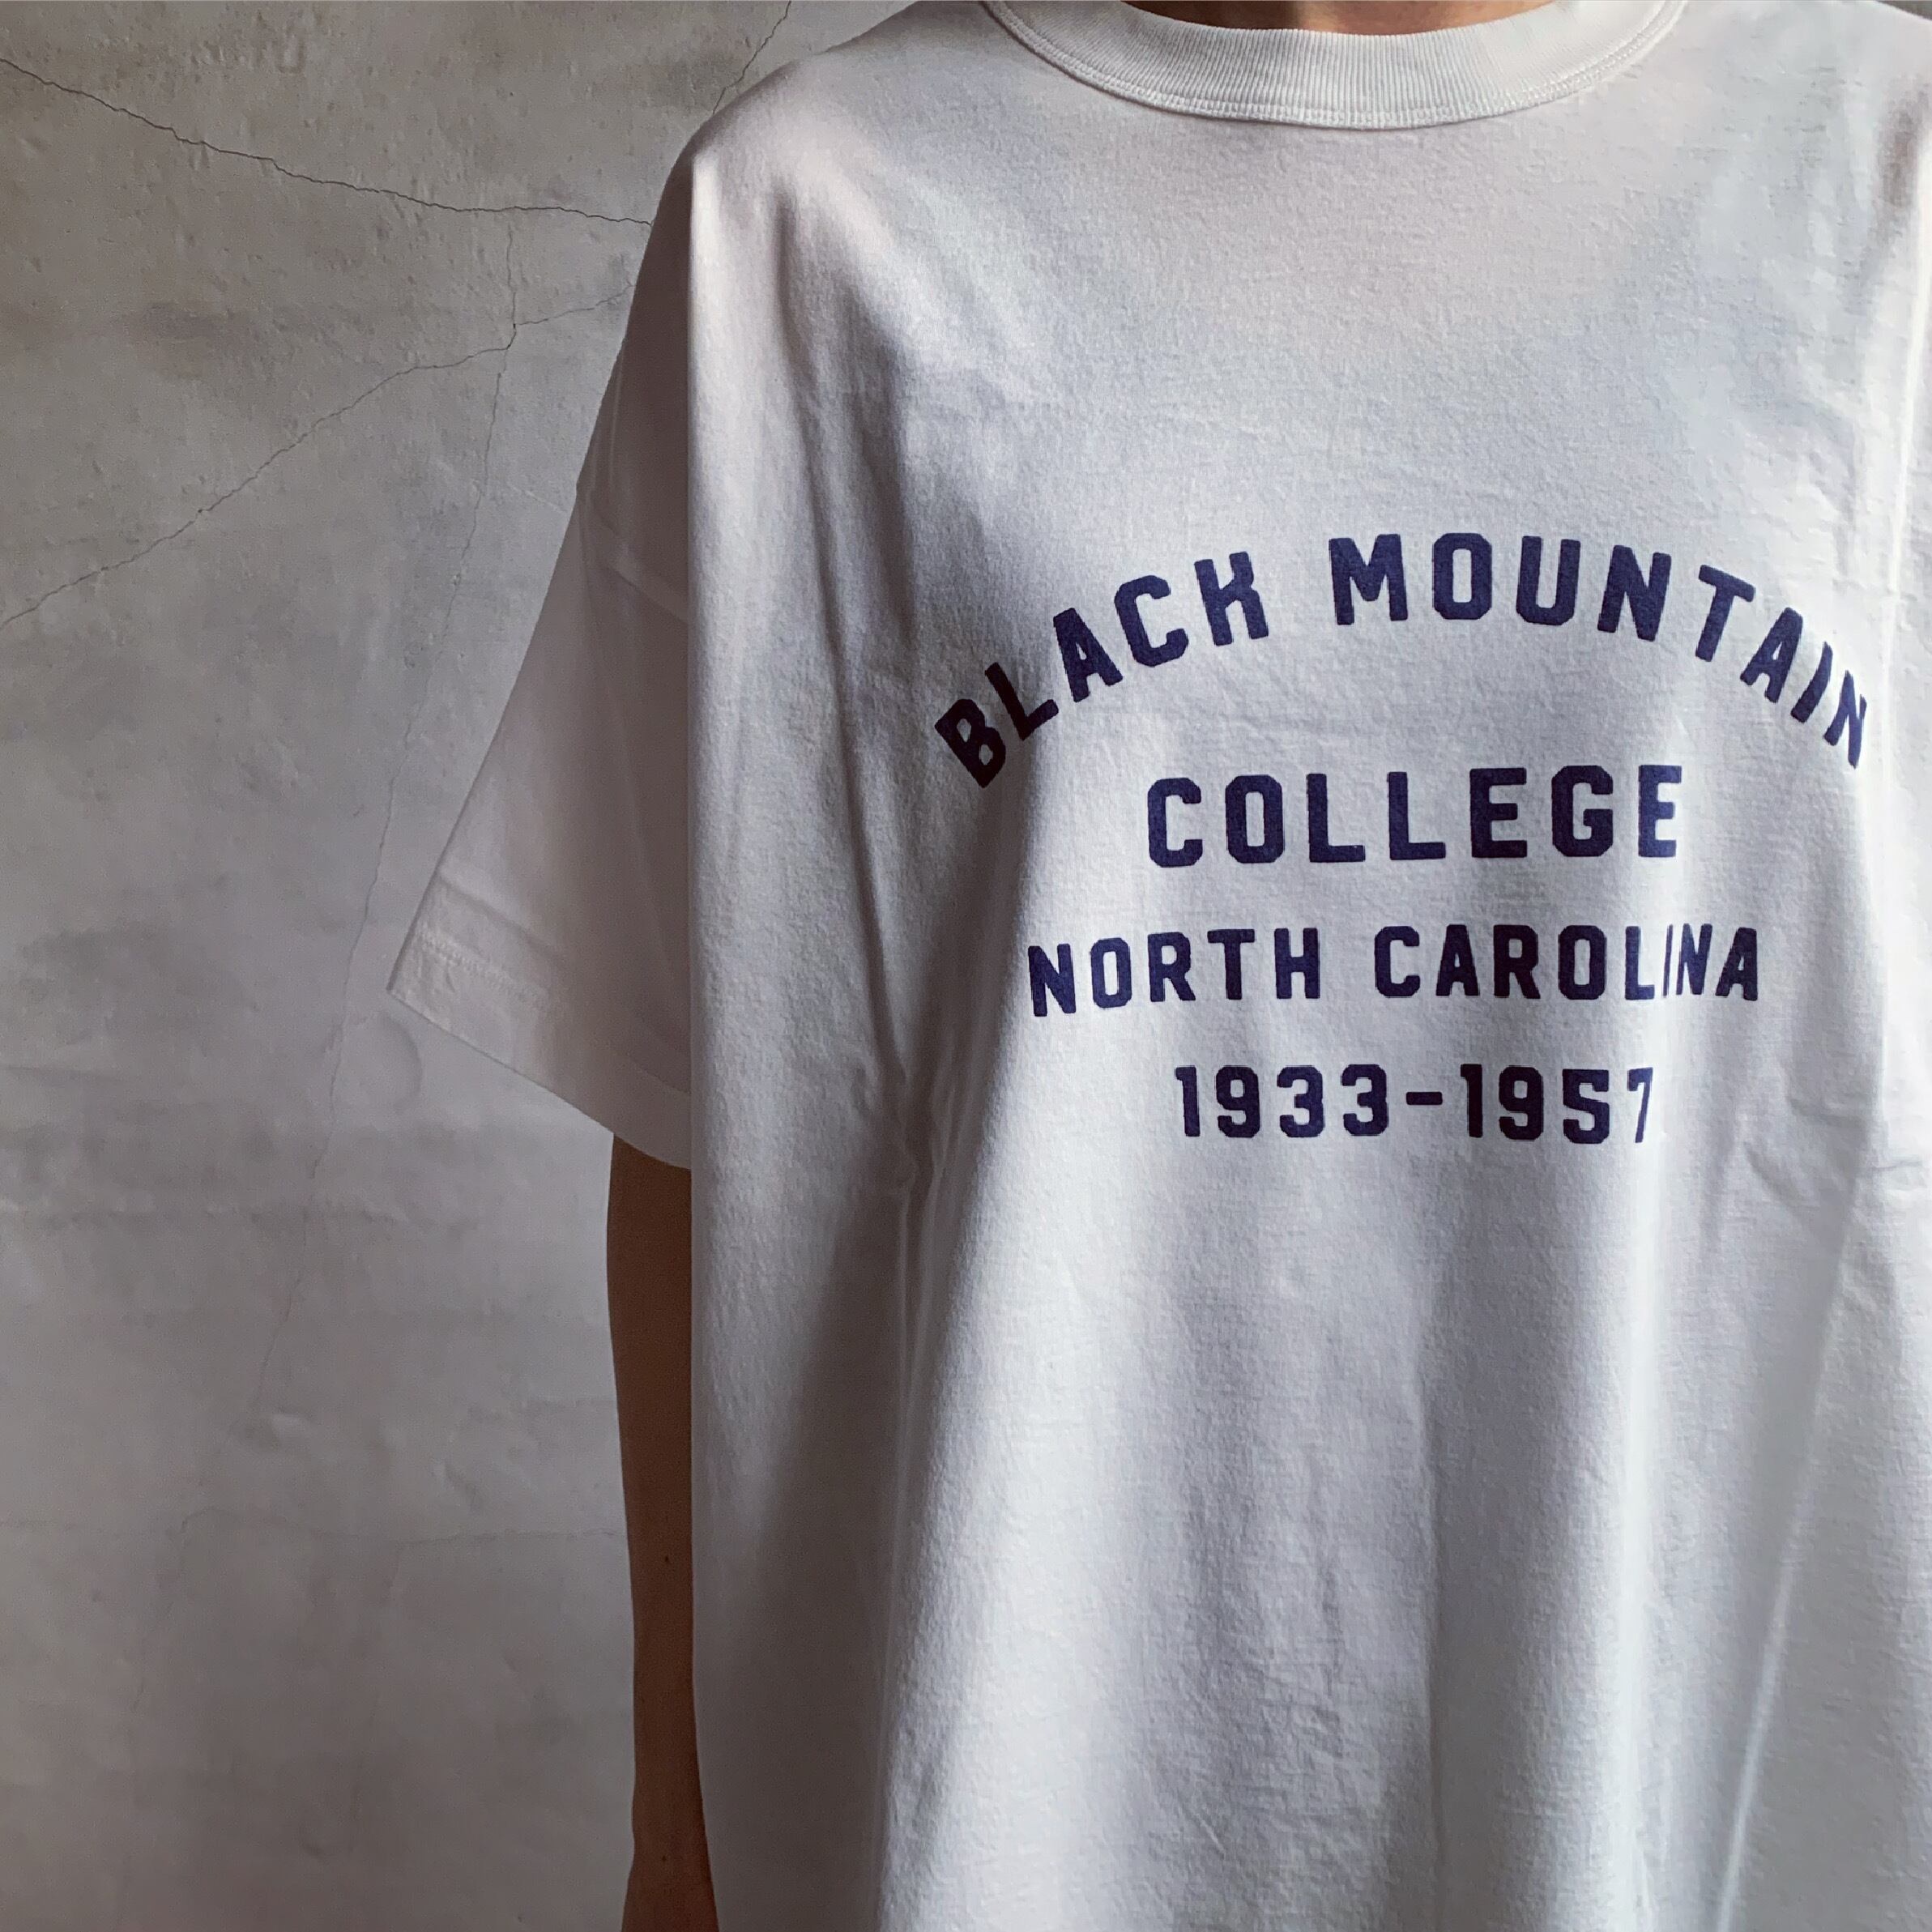 BLACK MOUNTAIN
COLLEGE
NORTH CAROLINA
1933-1957